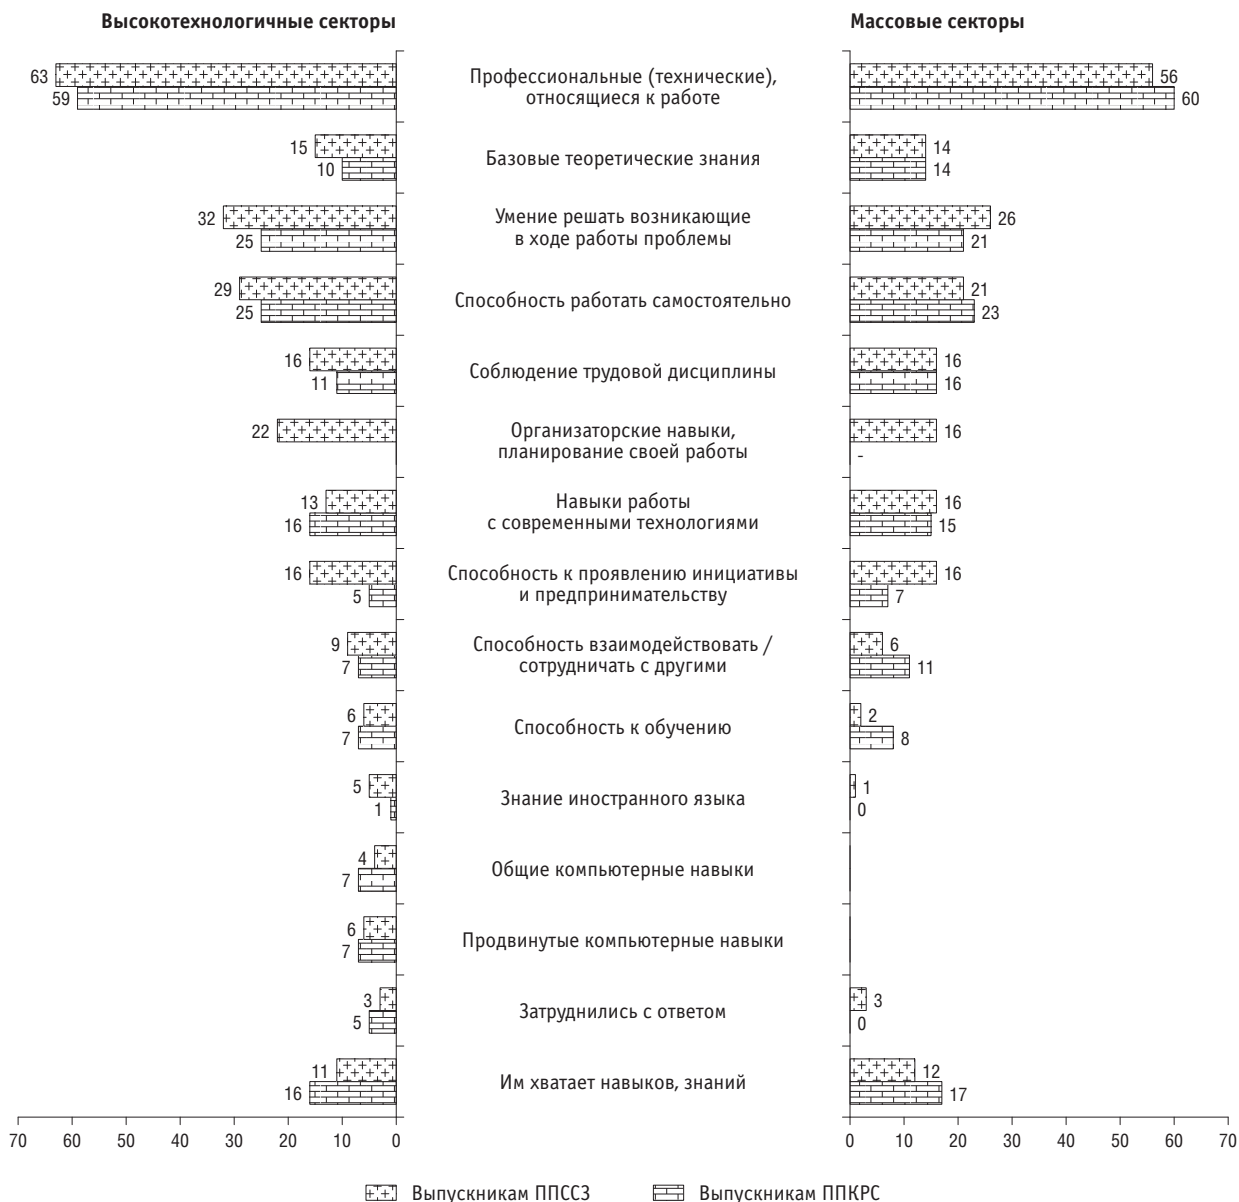 Высокотехнологичные секторы
Массовые секторы
63
59
Профессиональные (технические),
относящиеся к работе
56
60
15
10
Базовые теоретические знания
14
14
32
25
Умение решать возникающие
в ходе работы проблемы
26
21
29
25
Способность работать самостоятельно
21
23
16
11
Соблюдение трудовой дисциплины
16
16
22
Организаторские навыки,
планирование своей работы
16
-
13
16
Навыки работы
с современными технологиями
16
15
16
5
Способность к проявлению инициативы
и предпринимательству
16
7
9
7
Способность взаимодействовать /
сотрудничать с другими
6
11
6
7
Способность к обучению
2
8
5
1
Знание иностранного языка
1
0
4
7
Общие компьютерные навыки
6
7
Продвинутые компьютерные навыки
3
5
Затруднились с ответом
3
0
11
16
Им хватает навыков, знаний
12
17
70 60 50 40 30 20 10 0
0 10 20 30 40 50 60 70
Выпускникам ППССЗ
Выпускникам ППКРС